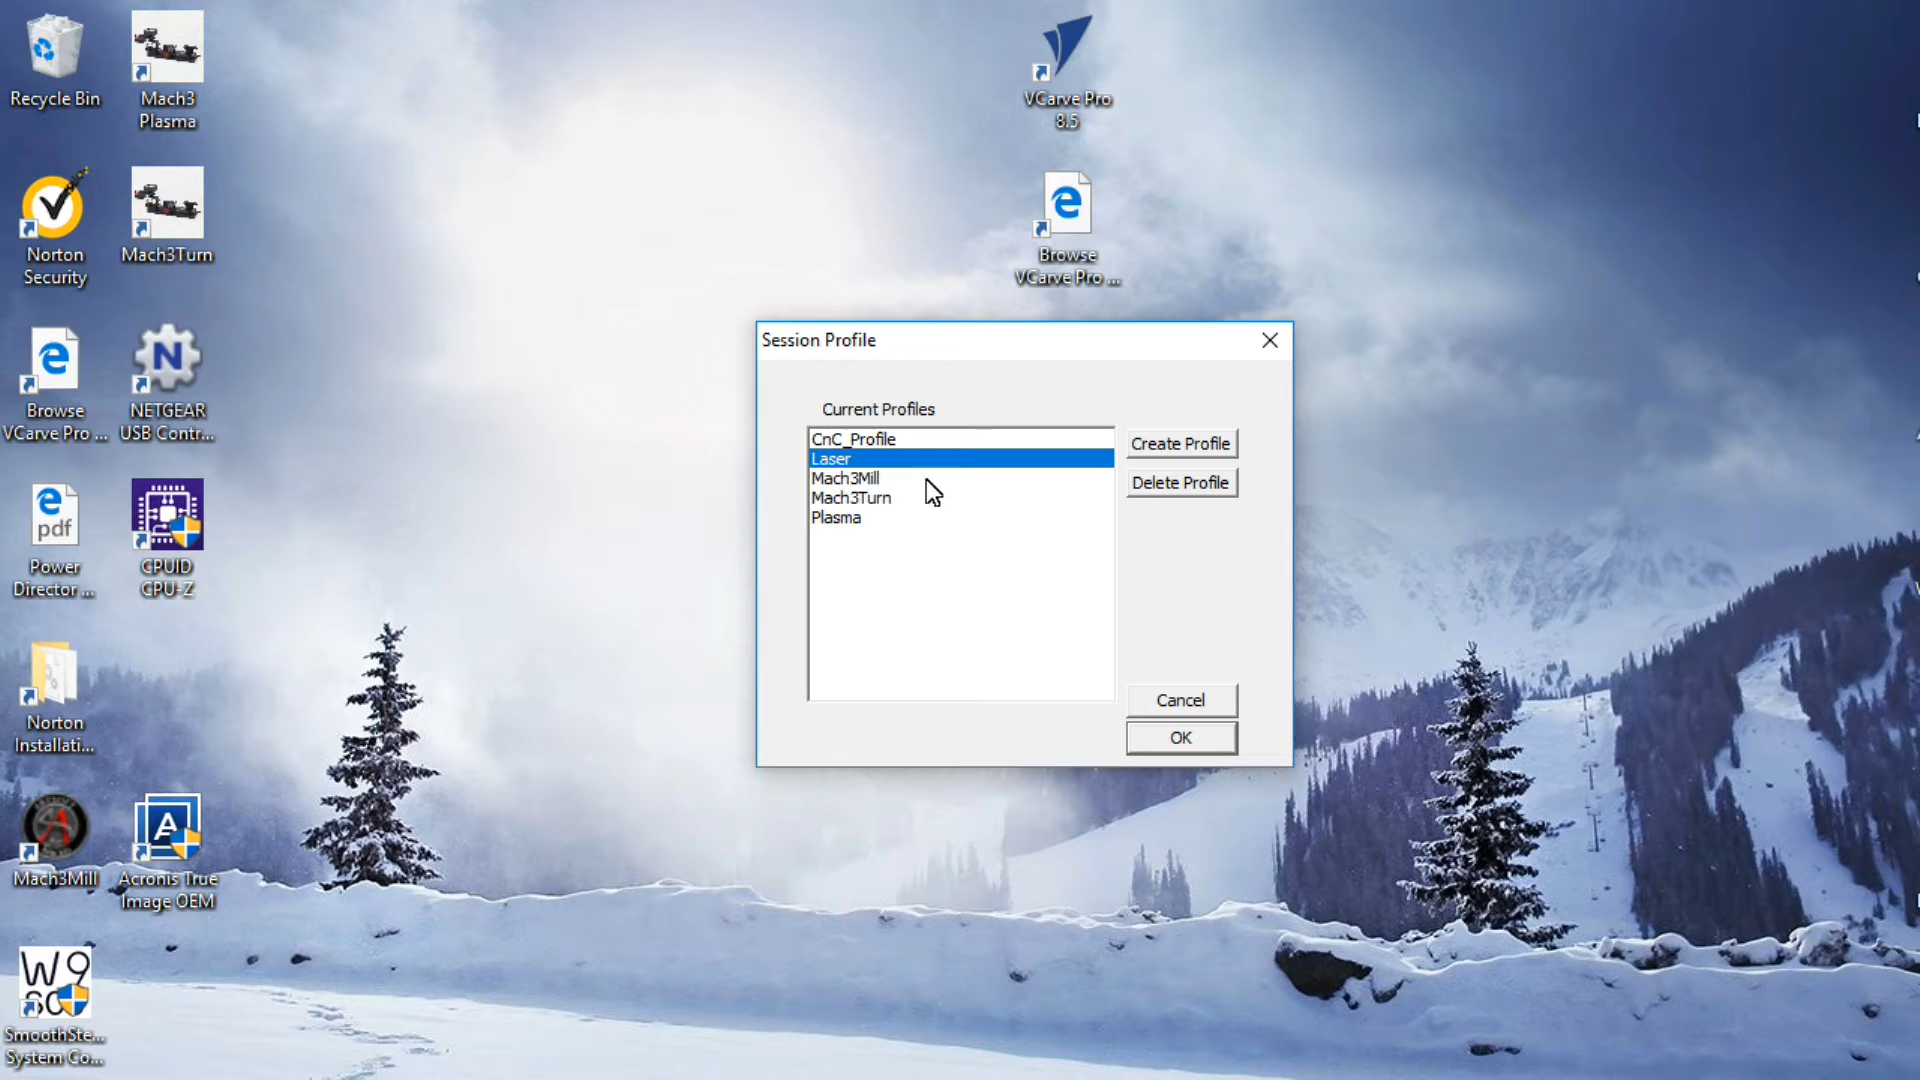 Recycle Bin
Mach3
Plasma
Norton
Security
Mach3Turn
Browse
VCarve Pro ...
N
NETGEAR
USB Contr...
pdf
Power
Director ...
CPUID
CPU-Z
Norton
Installati...
Mach3Mill
A
Acronis True
Image OEM
W9
SmoothSte...
System Co...
VCarve Pro
8.5
Browse
VCarve Pro ...
Session Profile
Current Profiles
CnC_Profile
Laser
Mach3Mill
Mach3Turn
Plasma
Create Profile
Delete Profile
Cancel
OK